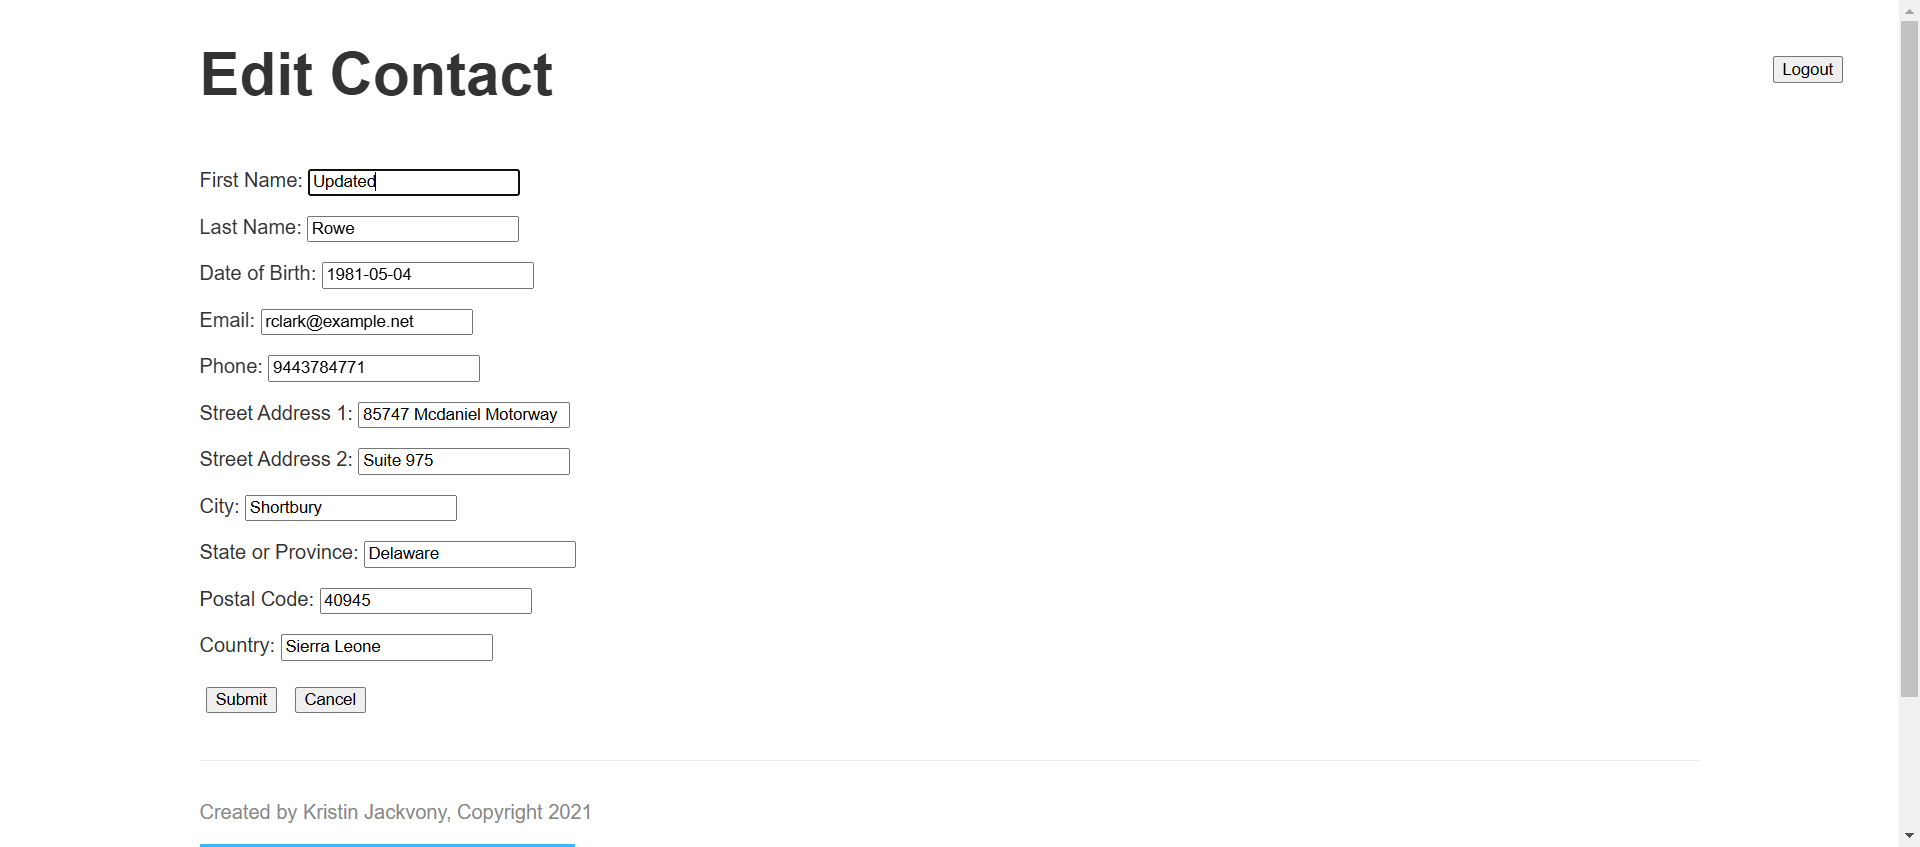 Edit Contact
Logout
First Name: Updated
Last Name: Rowe
Date of Birth: 1981-05-04
Email: rclark@example.net
Phone: 9443784771
Street Address 1: 85747 Mcdaniel Motorway
Street Address 2: Suite 975
City: Shortbury
State or Province: Delaware
Postal Code: 40945
Country: Sierra Leone
Submit Cancel
Created by Kristin Jackvony, Copyright 2021